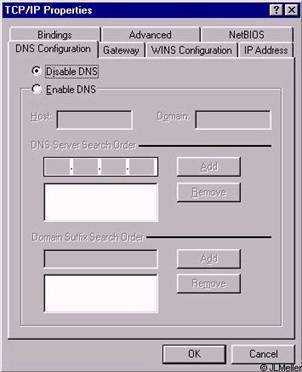 TCP/IP Properties
Bindings Advanced NetBIOS
DNS Configuration Gateway WINS Configuration IP Address
Disable DNS
Enable DNS
Host: Domain:
DNS Server Search Order
Add
Remove
Domain Suffix Search Order
Add
Remove
OK Cancel
© JLMeller